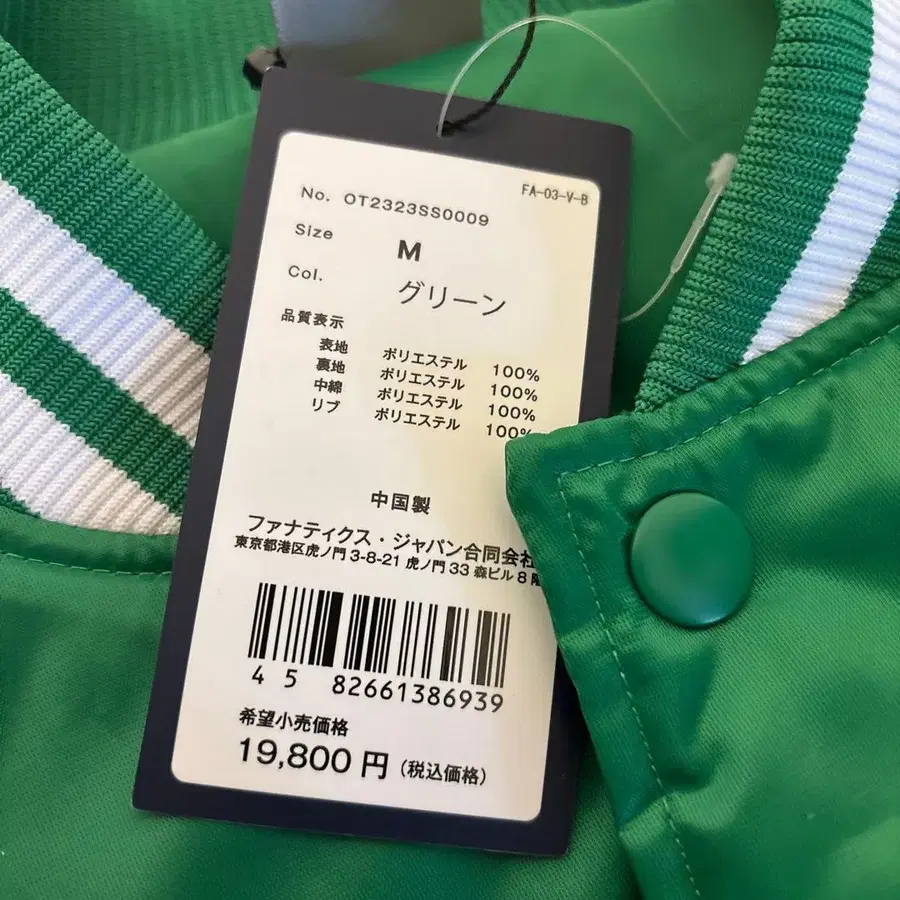 FA-03-V-B
No. OT2323SS0009
Size M
Col. グリーン
品質表示
表地 ポリエステル 100%
裏地 ポリエステル 100%
中綿 ポリエステル 100%
リブ ポリエステル 100%
中国製
ファナティクス・ジャパン合同会社
東京都港区虎ノ門 3-8-21 虎ノ門 33 森ビル 8 階
4 5 82661386939
希望小売価格
19,800 円 (税込価格)